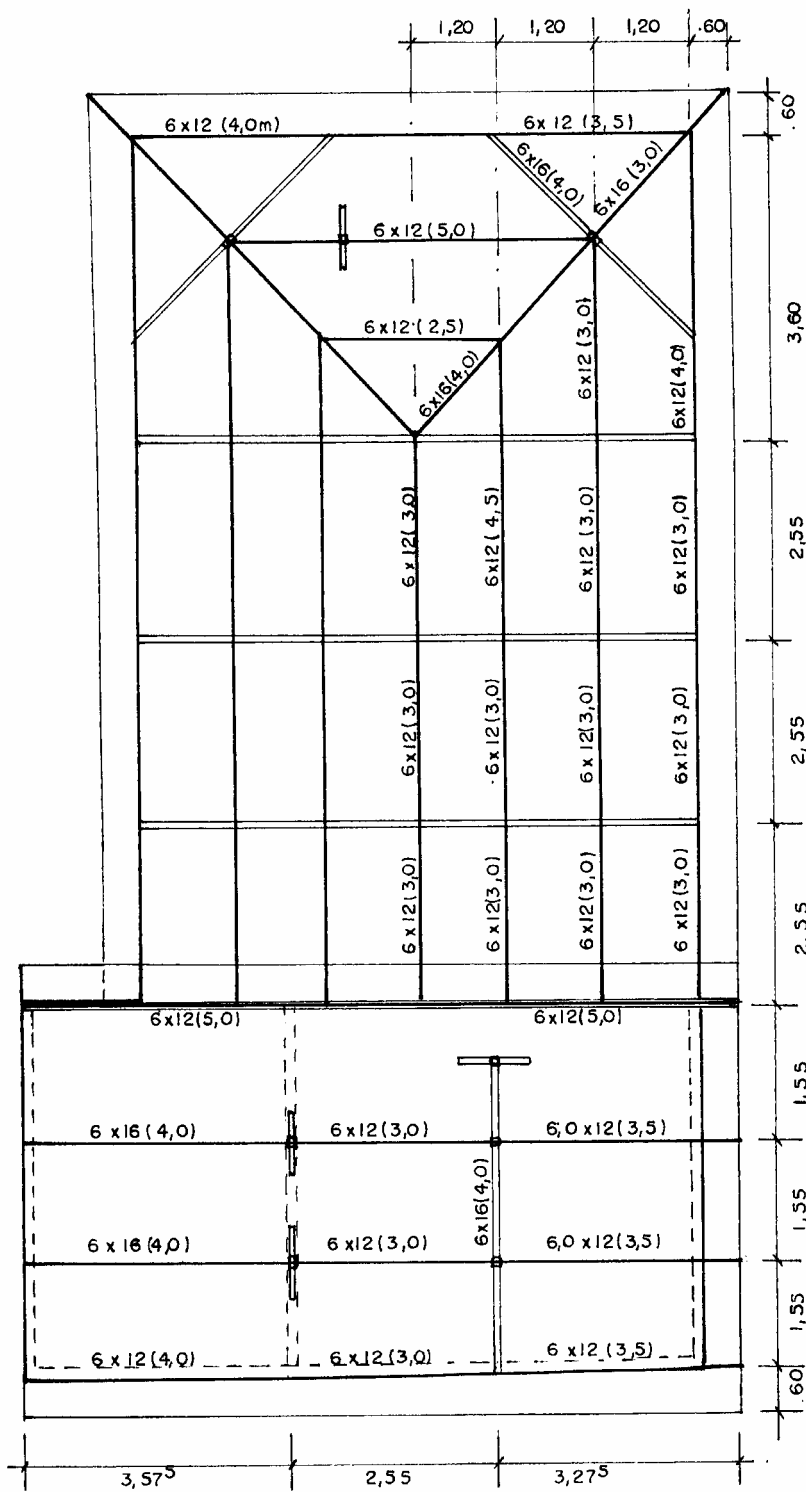 1,20 1,20 1,20 .60
.60
6x12 (4,0m) 6x12 (3,5)
6x16(4,0)
6x16 (3,0)
6x12(5,0)
3,60
6x12 (3,0)
6x12 (2,5)
6x16(4,0)
6x12(4,0)
6x12(3,0) 6x12(4,5) 6x12 (3,0) 6x12(3,0)
2,55
6x12(3,0) 6x12(3,0) 6x12(3,0) 6x12(3,0)
2,55
6x12(3,0) 6x12(3,0) 6x12(3,0) 6x12(3,0)
2,55
6x12(5,0) 6x12(5,0)
1,55
6x16(4,0) 6x12(3,0) 6,0x12(3,5)
6x16(4,0)
1,55
6x16(4,0) 6x12(3,0) 6,0x12(3,5)
1,55
6x12(4,0) 6x12(3,0) 6x12 (3,5)
.60
3,57⁵ 2,55 3,27⁵